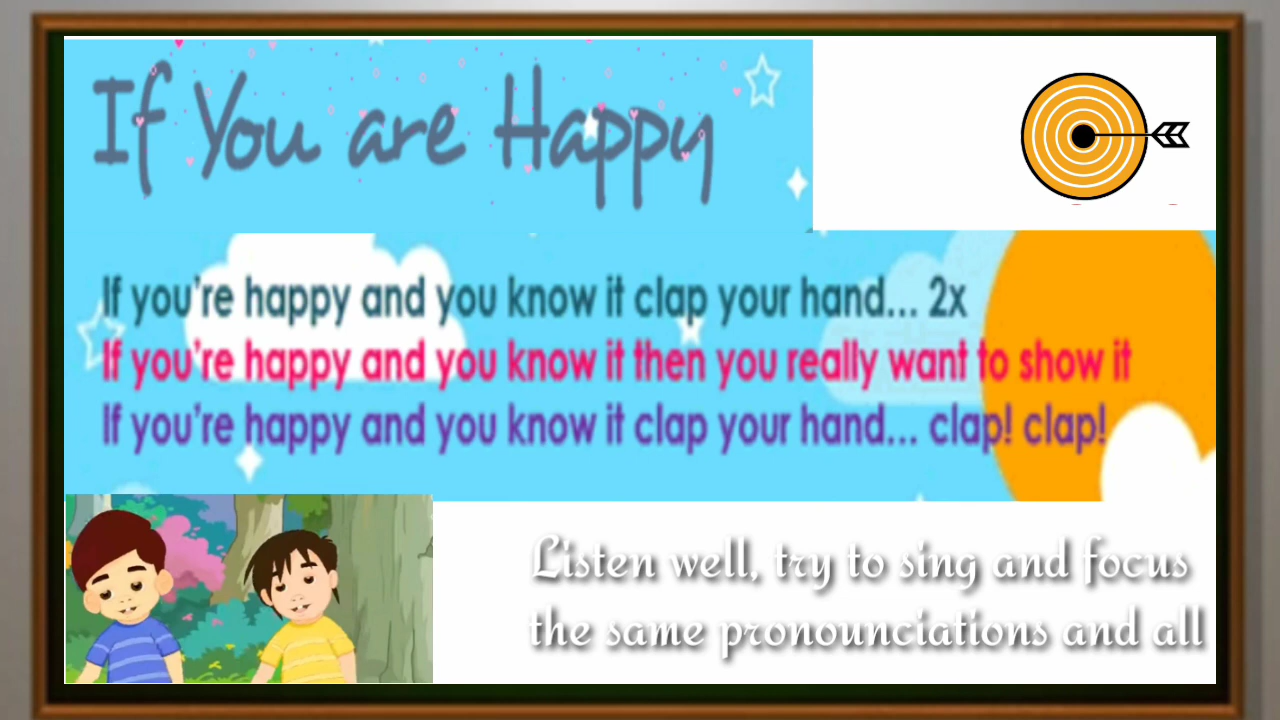 If You are Happy
If you're happy and you know it clap your hand... 2x
If you're happy and you know it then you really want to show it
If you're happy and you know it clap your hand... clap! clap!
Listen well, try to sing and focus
the same pronounciations and all